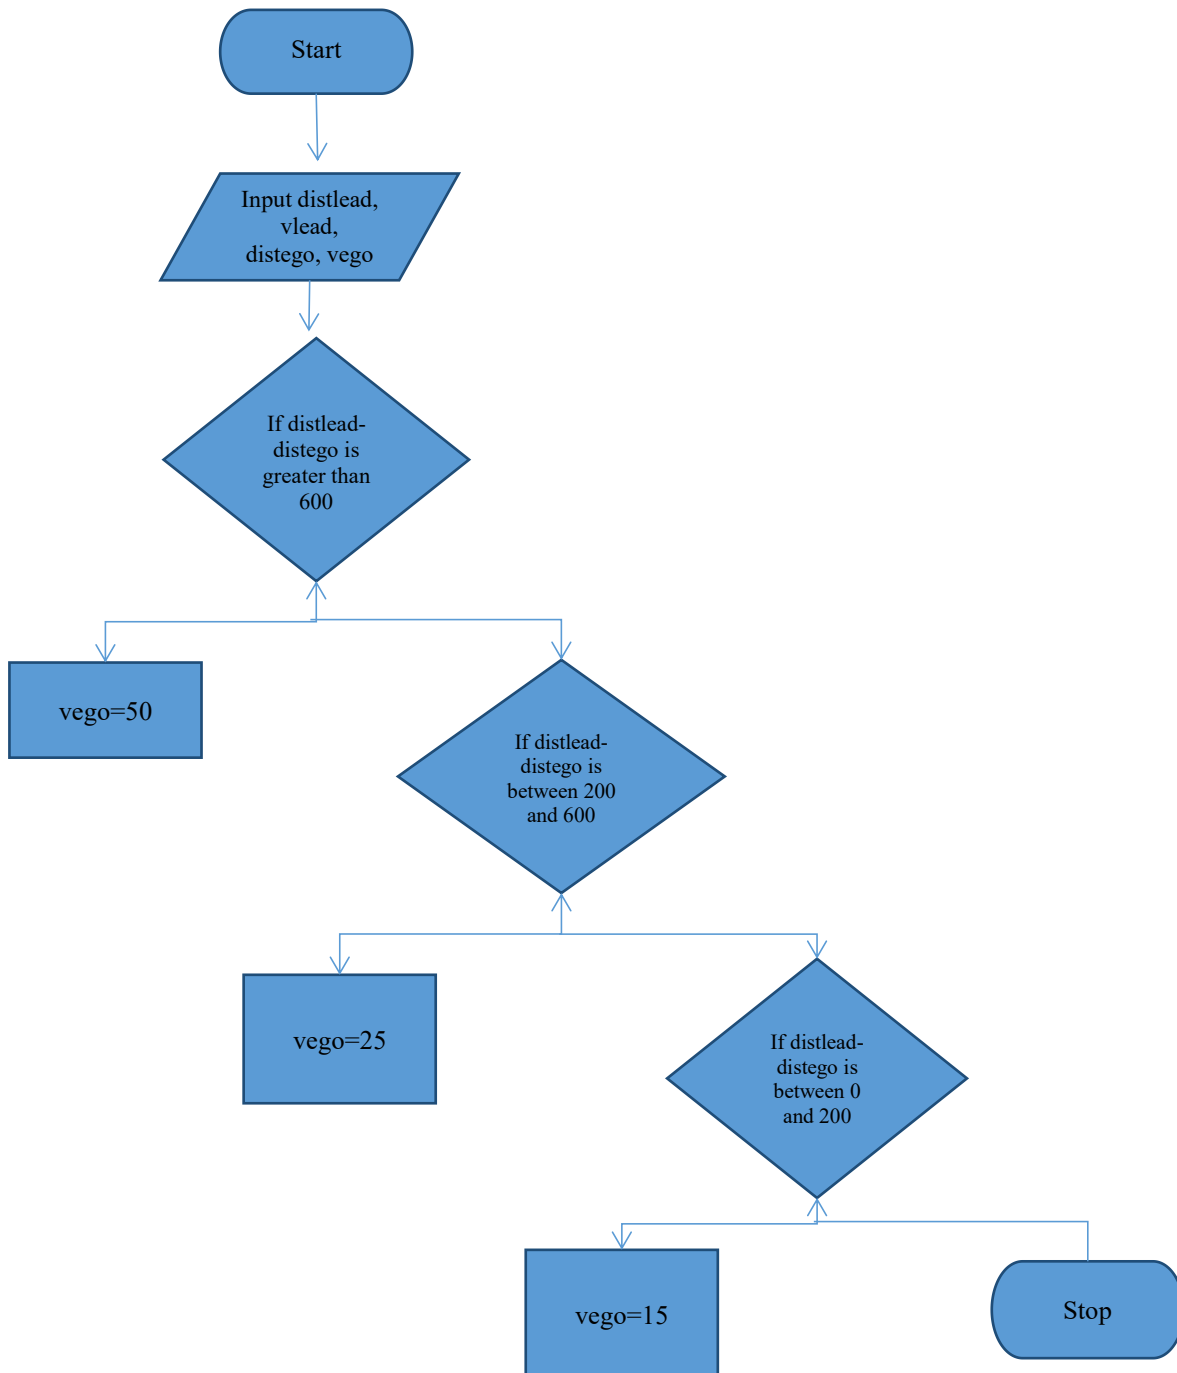 Start
Input distlead,
vlead,
distego, vego
If distlead-
distego is
greater than
600
vego=50
If distlead-
distego is
between 200
and 600
vego=25
If distlead-
distego is
between 0
and 200
vego=15
Stop